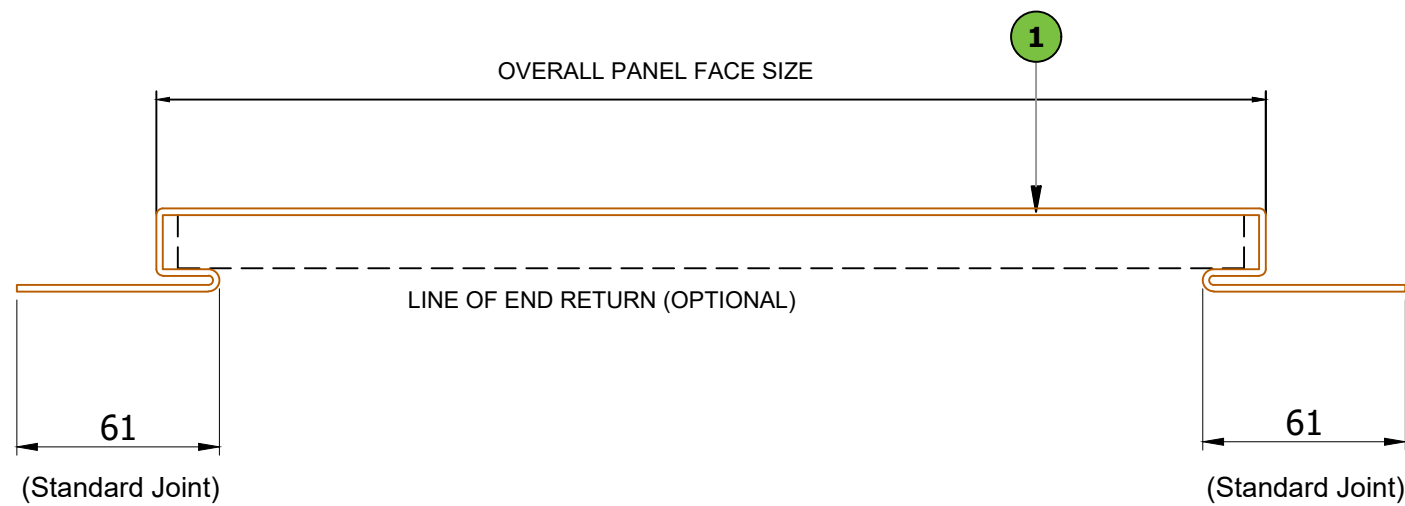 1
OVERALL PANEL FACE SIZE
LINE OF END RETURN (OPTIONAL)
61
(Standard Joint)
61
(Standard Joint)